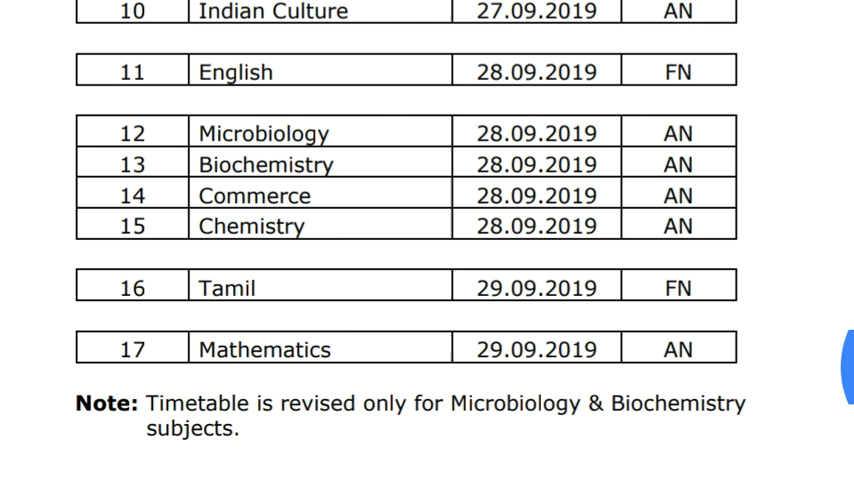 10 Indian Culture 27.09.2019 AN
11 English 28.09.2019 FN
12 Microbiology 28.09.2019 AN
13 Biochemistry 28.09.2019 AN
14 Commerce 28.09.2019 AN
15 Chemistry 28.09.2019 AN
16 Tamil 29.09.2019 FN
17 Mathematics 29.09.2019 AN
Note: Timetable is revised only for Microbiology & Biochemistry
subjects.